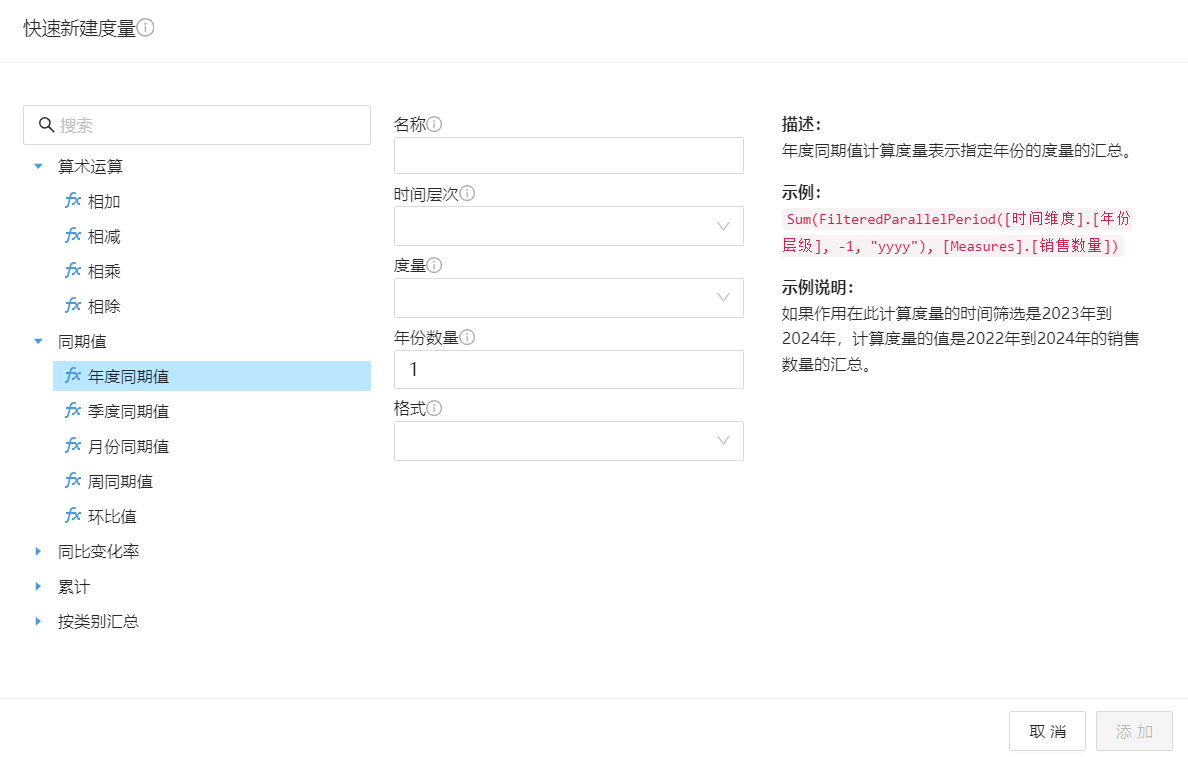 快速新建度量
搜索
算术运算
fx 相加
fx 相减
fx 相乘
fx 相除
同期值
fx 年度同期值
fx 季度同期值
fx 月份同期值
fx 周同期值
fx 环比值
同比变化率
累计
按类别汇总
名称
时间层次
度量
年份数量
1
格式
描述：
年度同期值计算度量表示指定年份的度量的汇总。
示例：
Sum(FilteredParallelPeriod([时间维度].[年份
层级], -1, "yyyy"), [Measures].[销售数量])
示例说明：
如果作用在此计算度量的时间筛选是2023年到
2024年，计算度量的值是2022年到2024年的销售
数量的汇总。
取 消
添 加